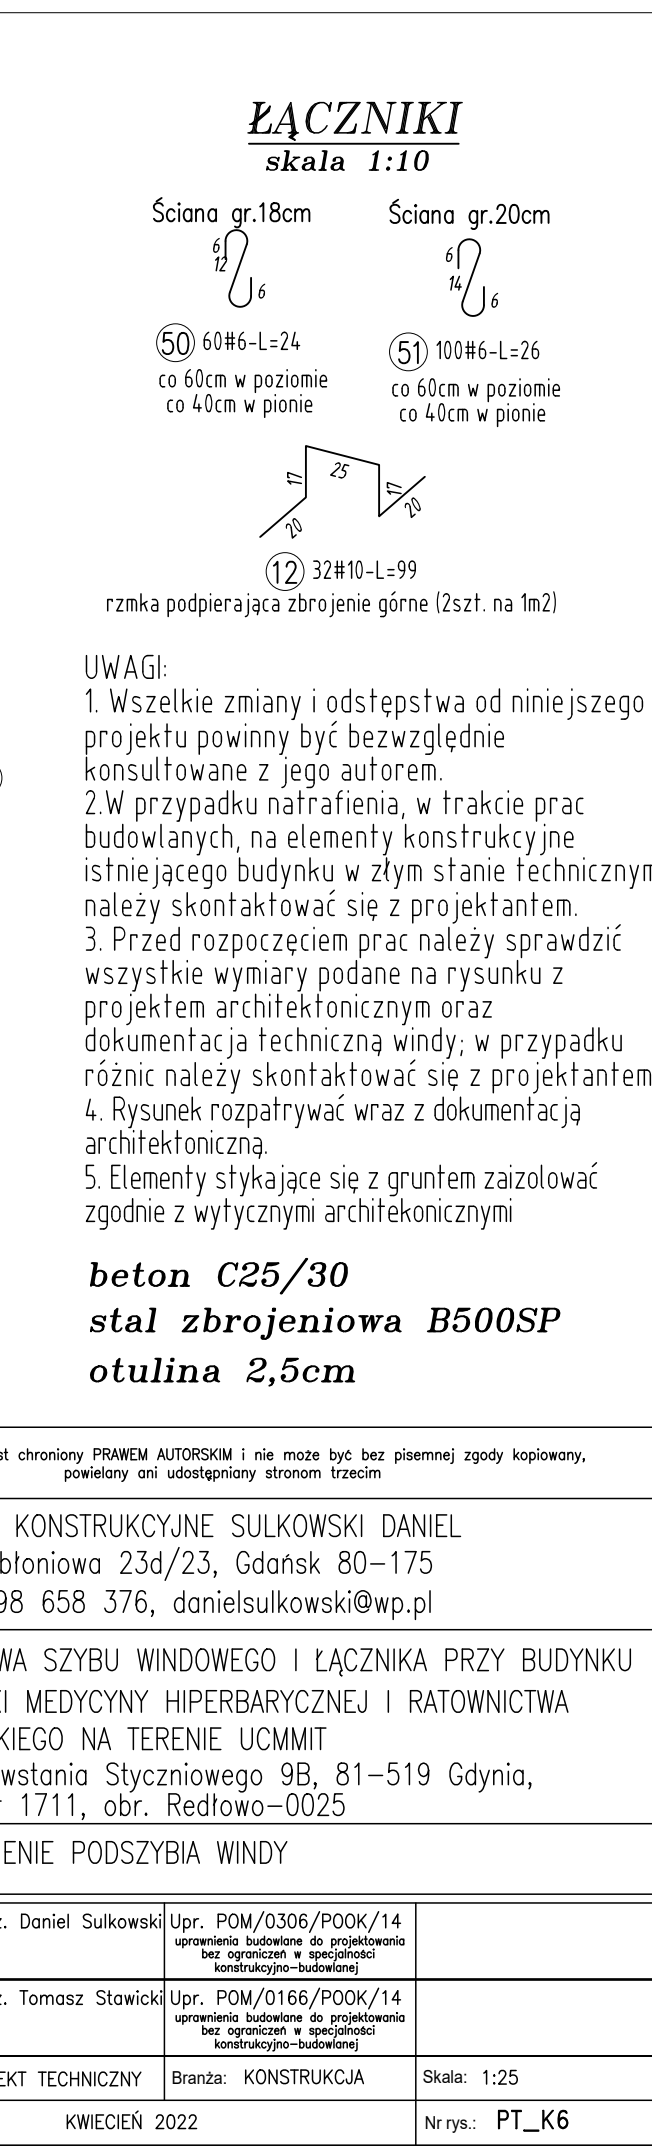 ŁĄCZNIKI
skala 1:10
Ściana gr.18cm
6
12
6
50 60#6-L=24
co 60cm w poziomie
co 40cm w pionie
Ściana gr.20cm
6
14
6
51 100#6-L=26
co 60cm w poziomie
co 40cm w pionie
17
25
17
20
20
12 32#10-L=99
rzmka podpierająca zbrojenie górne (2szt. na 1m2)
UWAGI:
1. Wszelkie zmiany i odstępstwa od niniejszego
projektu powinny być bezwzględnie
konsultowane z jego autorem.
2.W przypadku natrafienia, w trakcie prac
budowlanych, na elementy konstrukcyjne
istniejącego budynku w złym stanie technicznym
należy skontaktować się z projektantem.
3. Przed rozpoczęciem prac należy sprawdzić
wszystkie wymiary podane na rysunku z
projektem architektonicznym oraz
dokumentacja techniczną windy; w przypadku
różnic należy skontaktować się z projektantem
4. Rysunek rozpatrywać wraz z dokumentacją
architektoniczną.
5. Elementy stykające się z gruntem zaizolować
zgodnie z wytycznymi architekonicznymi
beton C25/30
stal zbrojeniowa B500SP
otulina 2,5cm
st chroniony PRAWEM AUTORSKIM i nie może być bez pisemnej zgody kopiowany,
powielany ani udostępniany stronom trzecim
KONSTRUKCYJNE SULKOWSKI DANIEL
błoniowa 23d/23, Gdańsk 80-175
98 658 376, danielsulkowski@wp.pl
WA SZYBU WINDOWEGO I ŁĄCZNIKA PRZY BUDYNKU
EI MEDYCYNY HIPERBARYCZNEJ I RATOWNICTWA
KIEGO NA TERENIE UCMMIT
wstania Styczniowego 9B, 81-519 Gdynia,
1711, obr. Redłowo-0025
ENIE PODSZYBIA WINDY
ż. Daniel Sulkowski
Upr. POM/0306/POOK/14
uprawnienia budowlane do projektowania
bez ograniczeń w specjalności
konstrukcyjno-budowlanej
ż. Tomasz Stawicki
Upr. POM/0166/POOK/14
uprawnienia budowlane do projektowania
bez ograniczeń w specjalności
konstrukcyjno-budowlanej
EKT TECHNICZNY
Branża: KONSTRUKCJA
Skala: 1:25
KWIECIEŃ 2022
Nr rys.: PT_K6